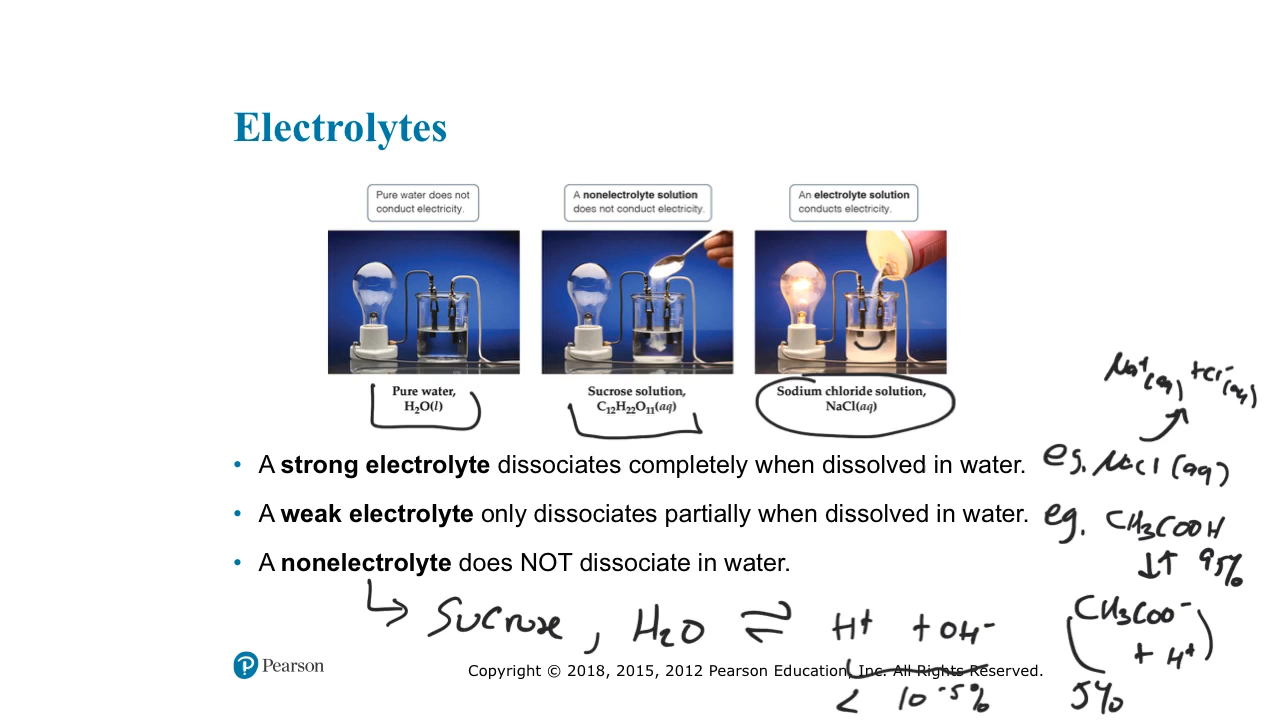 Electrolytes
Pure water does not
conduct electricity.
A nonelectrolyte solution
does not conduct electricity.
An electrolyte solution
conducts electricity.
Pure water,
H₂O(l)
Sucrose solution,
C₁₂H₂₂O₁₁(aq)
Sodium chloride solution,
NaCl(aq)
Na⁺(aq) + Cl⁻(aq)
• A strong electrolyte dissociates completely when dissolved in water.
eg. NaCl (aq)
• A weak electrolyte only dissociates partially when dissolved in water.
eg. CH₃COOH
↓↑ 95%
CH₃COO⁻
+ H⁺
5%
• A nonelectrolyte does NOT dissociate in water.
↳ Sucrose, H₂O ⇌ H⁺ + OH⁻
< 10⁻⁵%
Pearson
Copyright © 2018, 2015, 2012 Pearson Education, Inc. All Rights Reserved.